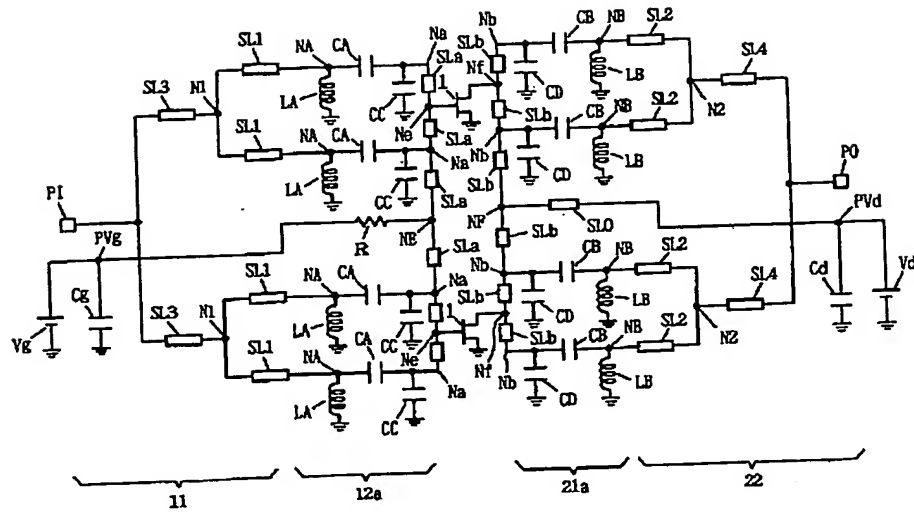 Na Nb CB NB SL2
SL1 NA CA SLb SL4
SL3 N1 SLa Nf LB
LA CC 1 CD N2
Ne CB NB SL2
SL1 NA CA SLa SLb
Na Nb
LA CC SLa SLb CD LB PO
PI
PVg R NE NF SL0 PVd
SLa SLb
SL1 NA CA CB NB SL2
Cg Na Nb SL4 Cd Vd
SL3 N1 SLb LB
Vg LA CC 1 CD
SL1 NA CA Ne SLb CB NB SL2 N2
Na Nf Nb
LA CC CD LB
11 12a 21a 22